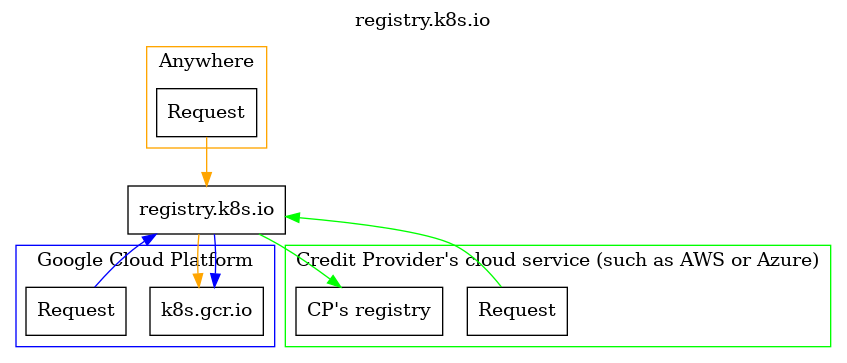 registry.k8s.io
Anywhere
Request
registry.k8s.io
Google Cloud Platform
Request
k8s.gcr.io
Credit Provider's cloud service (such as AWS or Azure)
CP's registry
Request